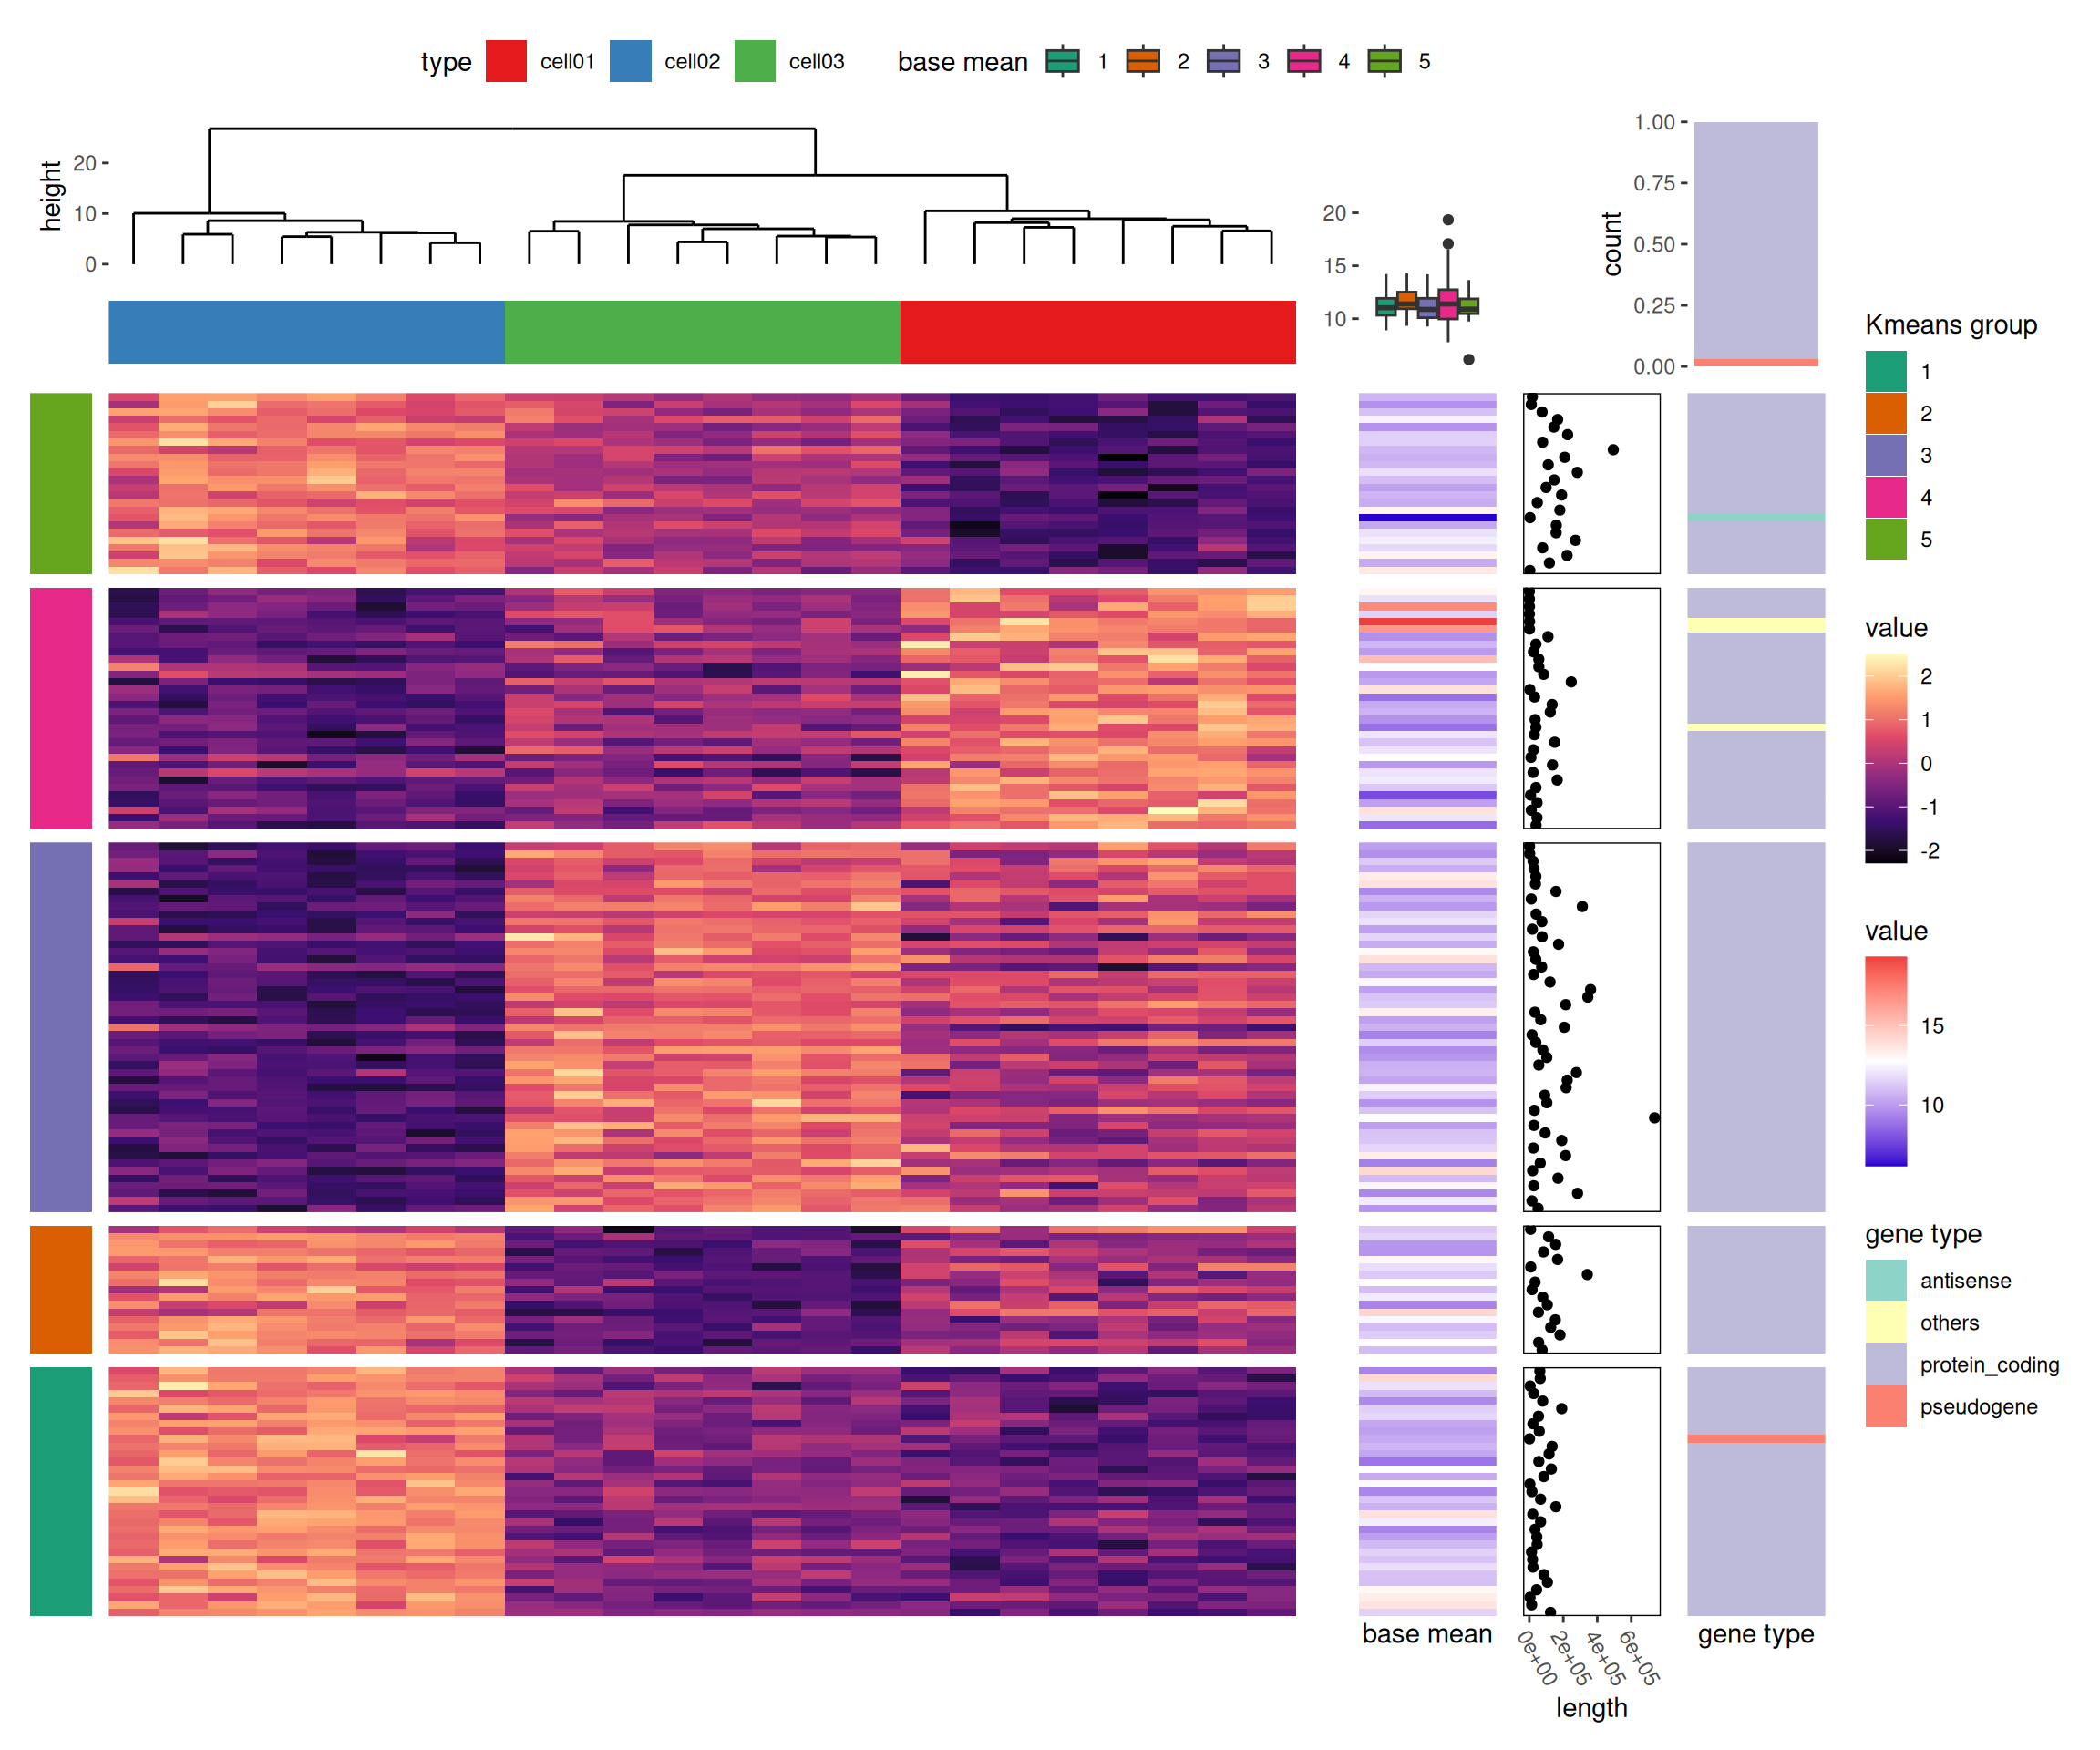 type cell01 cell02 cell03 base mean 1 2 3 4 5
height
20
10
0
20
15
10
count
1.00
0.75
0.50
0.25
0.00
Kmeans group
1
2
3
4
5
value
2
1
0
-1
-2
value
15
10
gene type
antisense
others
protein_coding
pseudogene
base mean
0e+00 2e+05 4e+05 6e+05
length
gene type